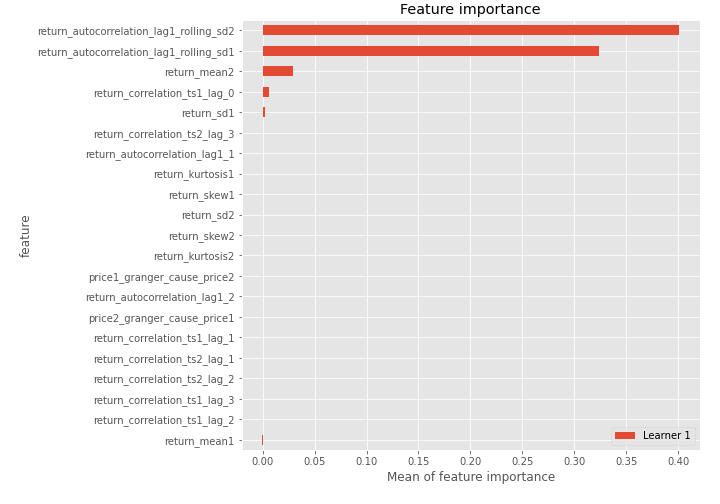 Feature importance
return_autocorrelation_lag1_rolling_sd2
return_autocorrelation_lag1_rolling_sd1
return_mean2
return_correlation_ts1_lag_0
return_sd1
return_correlation_ts2_lag_3
return_autocorrelation_lag1_1
return_kurtosis1
return_skew1
return_sd2
return_skew2
return_kurtosis2
price1_granger_cause_price2
return_autocorrelation_lag1_2
price2_granger_cause_price1
return_correlation_ts1_lag_1
return_correlation_ts2_lag_1
return_correlation_ts2_lag_2
return_correlation_ts1_lag_3
return_correlation_ts1_lag_2
return_mean1
feature
Learner 1
0.00 0.05 0.10 0.15 0.20 0.25 0.30 0.35 0.40
Mean of feature importance